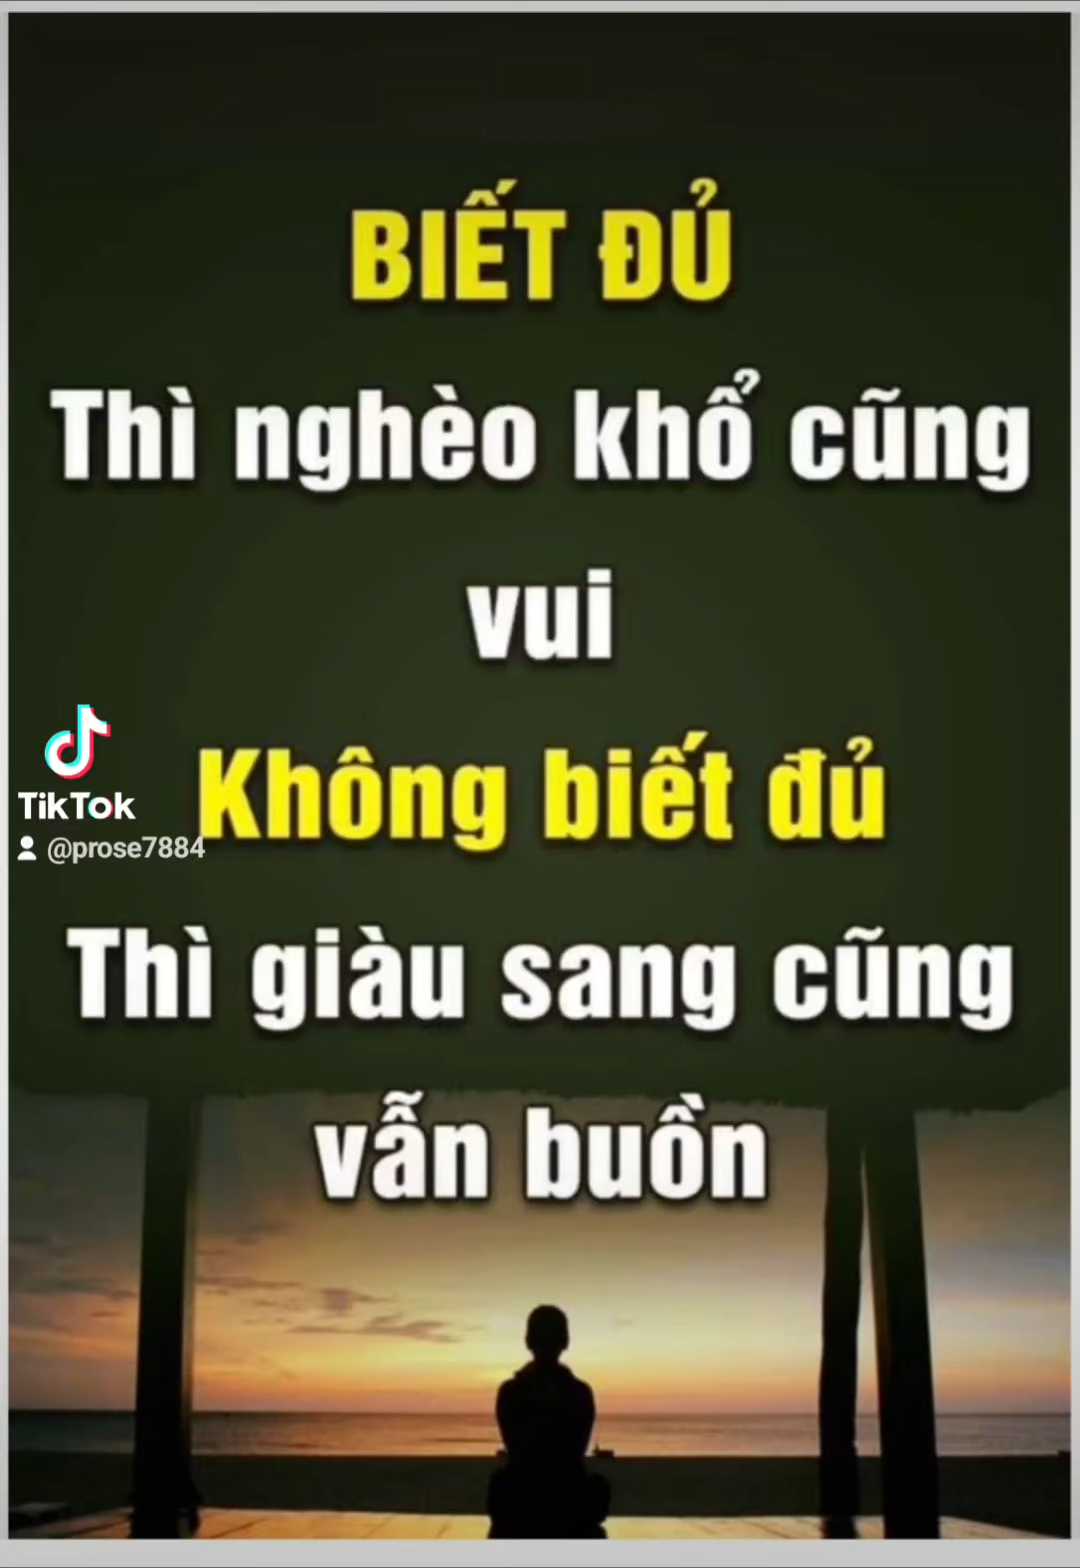 BIẾT ĐỦ
Thì nghèo khổ cũng
vui
Không biết đủ
TikTok
@prose7884
Thì giàu sang cũng
vẫn buồn